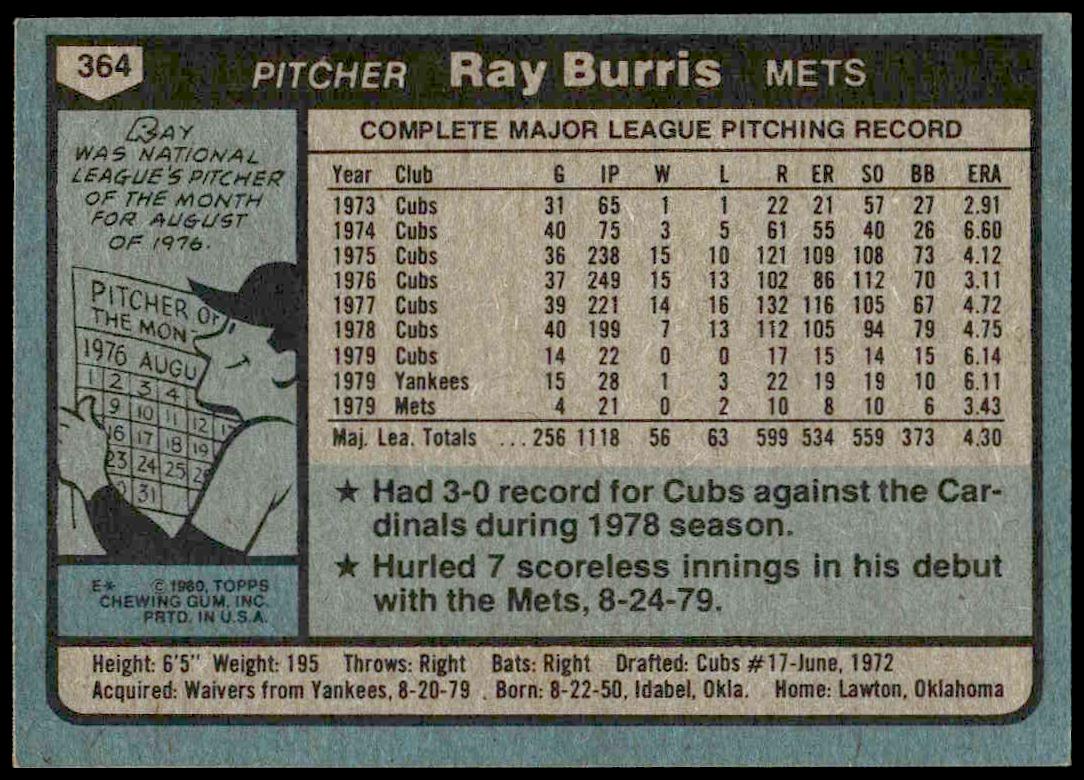 364 PITCHER Ray Burris METS
RAY
WAS NATIONAL
LEAGUE'S PITCHER
OF THE MONTH
FOR AUGUST
OF 1976.
PITCHER OF
THE MON
1976 AUGU
1 2 3 4
9 10 11 12 13
16 17 18 19
23 24 25 26
31
E* © 1980, TOPPS
CHEWING GUM, INC.
PRTD. IN U.S.A.
COMPLETE MAJOR LEAGUE PITCHING RECORD
Year Club G IP W L R ER SO BB ERA
1973 Cubs 31 65 1 1 22 21 57 27 2.91
1974 Cubs 40 75 3 5 61 55 40 26 6.60
1975 Cubs 36 238 15 10 121 109 108 73 4.12
1976 Cubs 37 249 15 13 102 86 112 70 3.11
1977 Cubs 39 221 14 16 132 116 105 67 4.72
1978 Cubs 40 199 7 13 112 105 94 79 4.75
1979 Cubs 14 22 0 0 17 15 14 15 6.14
1979 Yankees 15 28 1 3 22 19 19 10 6.11
1979 Mets 4 21 0 2 10 8 10 6 3.43
Maj. Lea. Totals ... 256 1118 56 63 599 534 559 373 4.30
★ Had 3-0 record for Cubs against the Car-
dinals during 1978 season.
★ Hurled 7 scoreless innings in his debut
with the Mets, 8-24-79.
Height: 6'5" Weight: 195 Throws: Right Bats: Right Drafted: Cubs #17-June, 1972
Acquired: Waivers from Yankees, 8-20-79 Born: 8-22-50, Idabel, Okla. Home: Lawton, Oklahoma